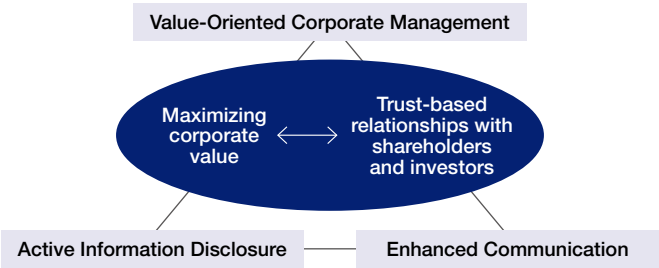 Value-Oriented Corporate Management
Maximizing
corporate
value
Trust-based
relationships with
shareholders
and investors
Active Information Disclosure
Enhanced Communication